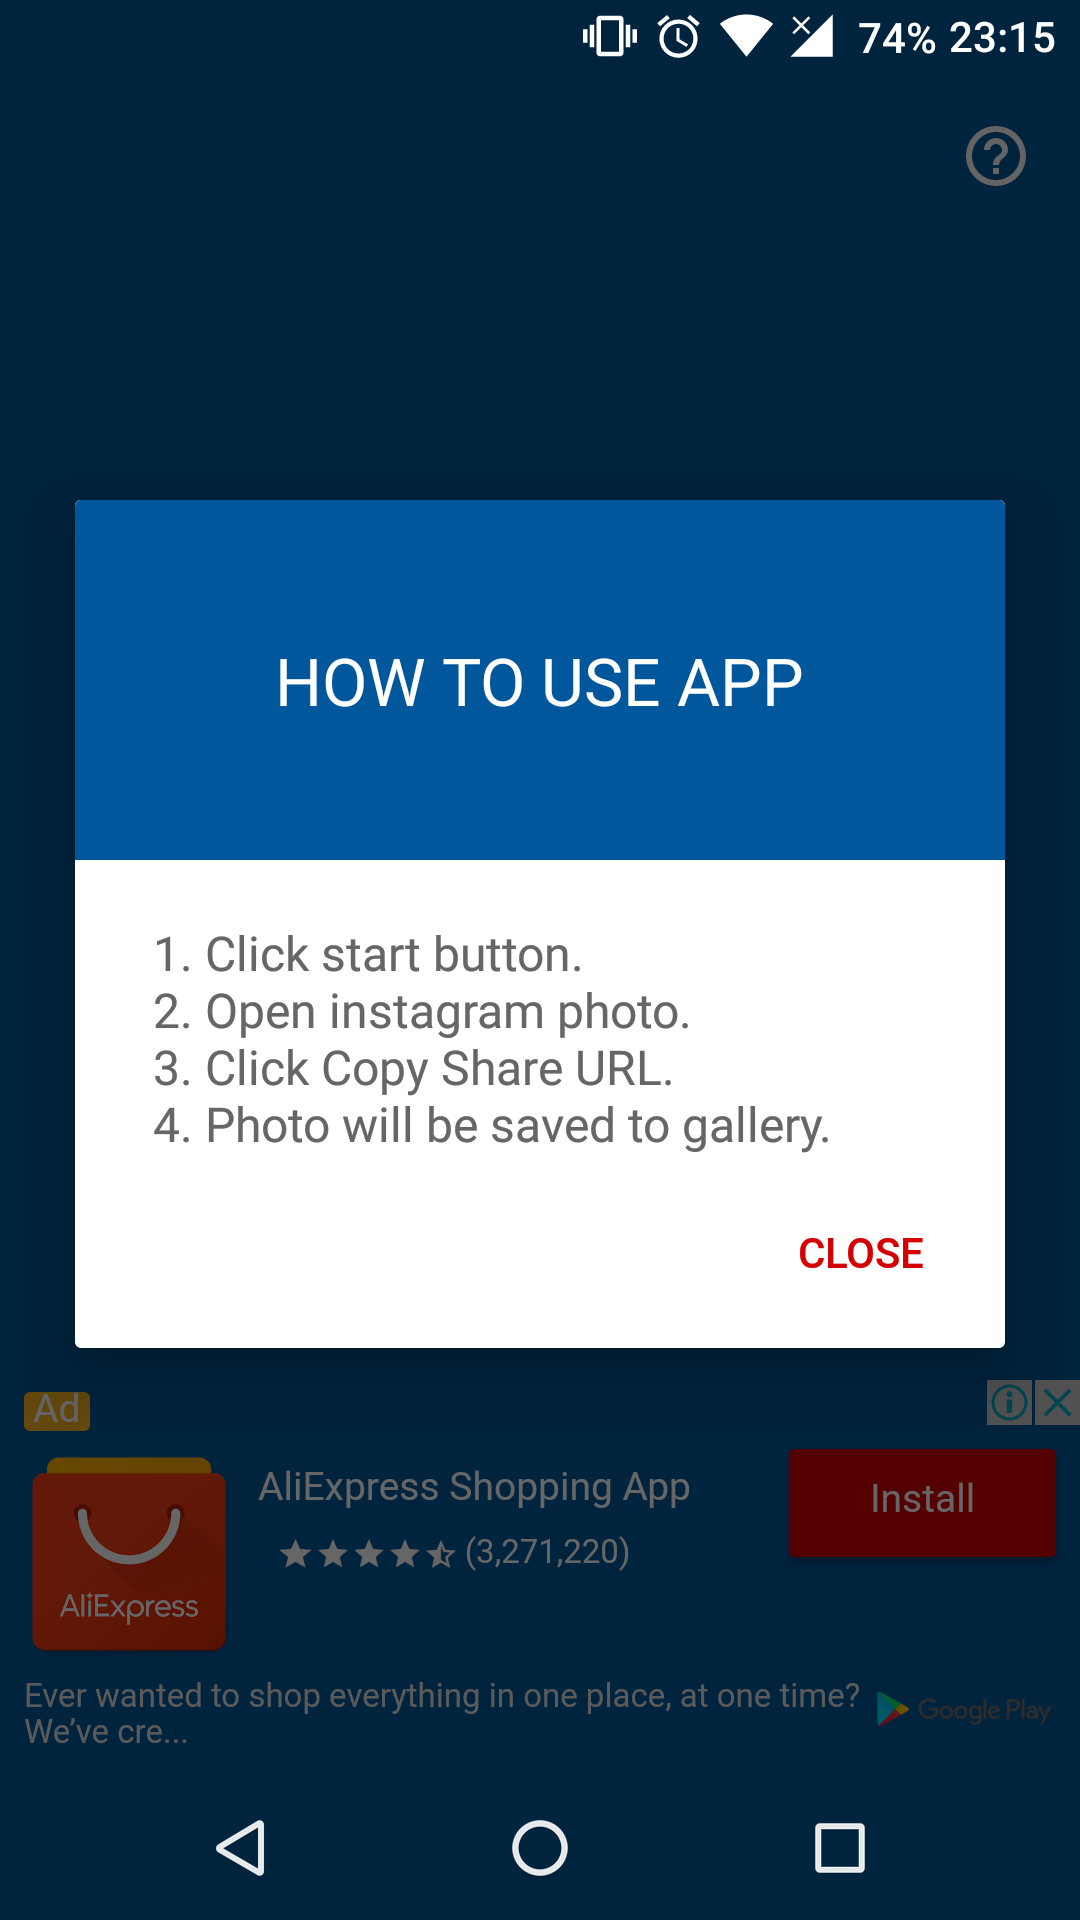 74% 23:15
HOW TO USE APP
1. Click start button.
2. Open instagram photo.
3. Click Copy Share URL.
4. Photo will be saved to gallery.
CLOSE
Ad
AliExpress Shopping App
Install
(3,271,220)
AliExpress
Ever wanted to shop everything in one place, at one time?
We’ve cre...
Google Play